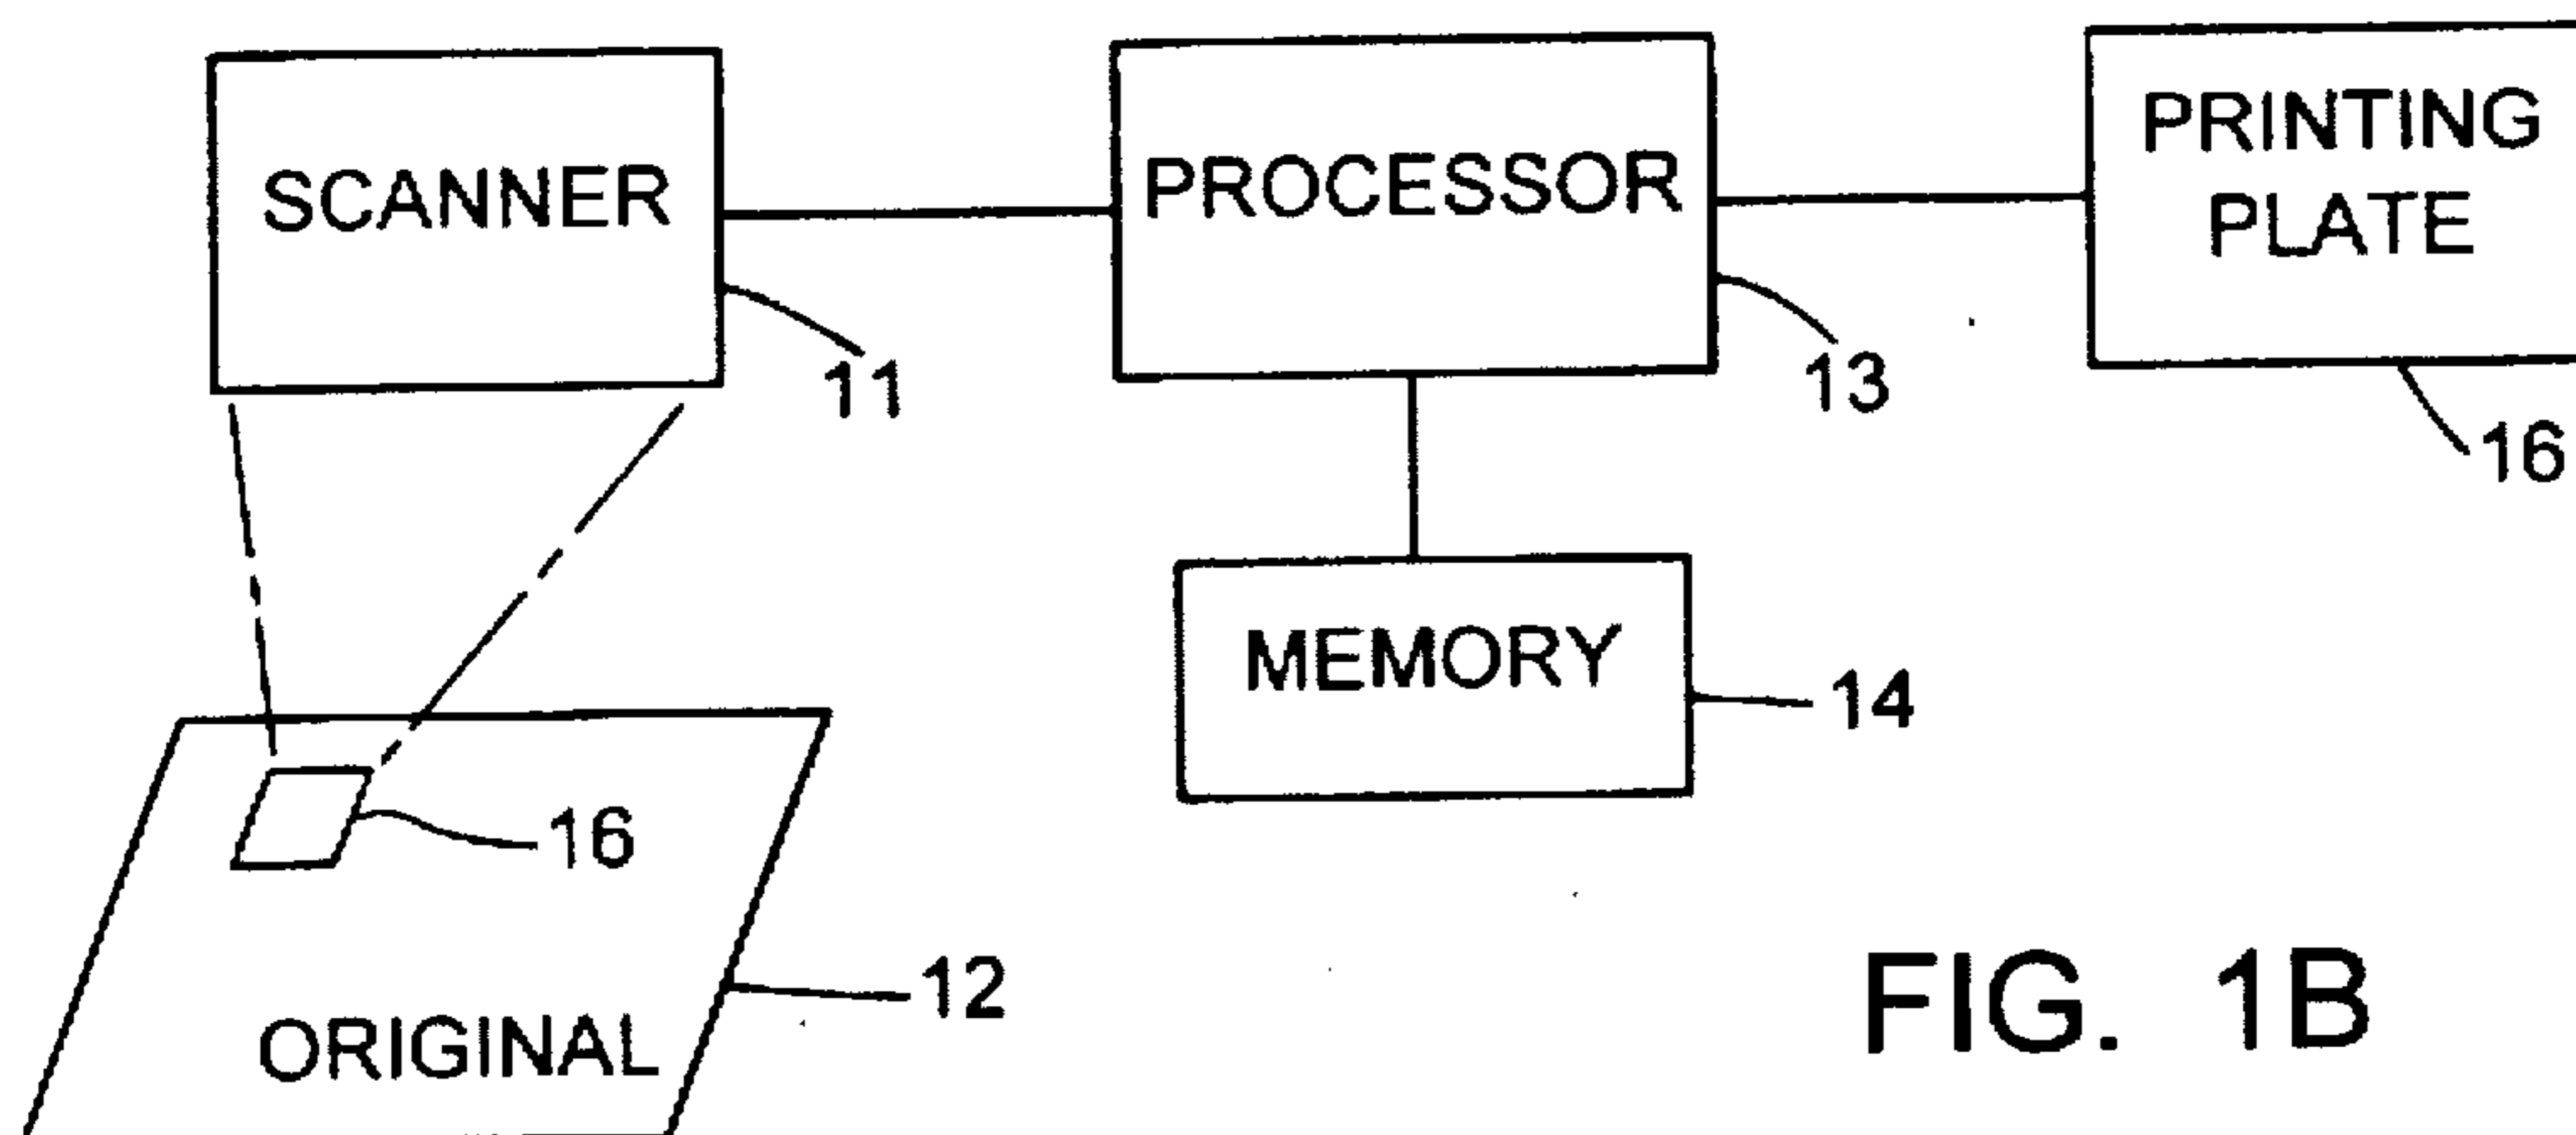 SCANNER
11
PROCESSOR
13
PRINTING
PLATE
16
MEMORY
14
16
12
ORIGINAL
FIG. 1B